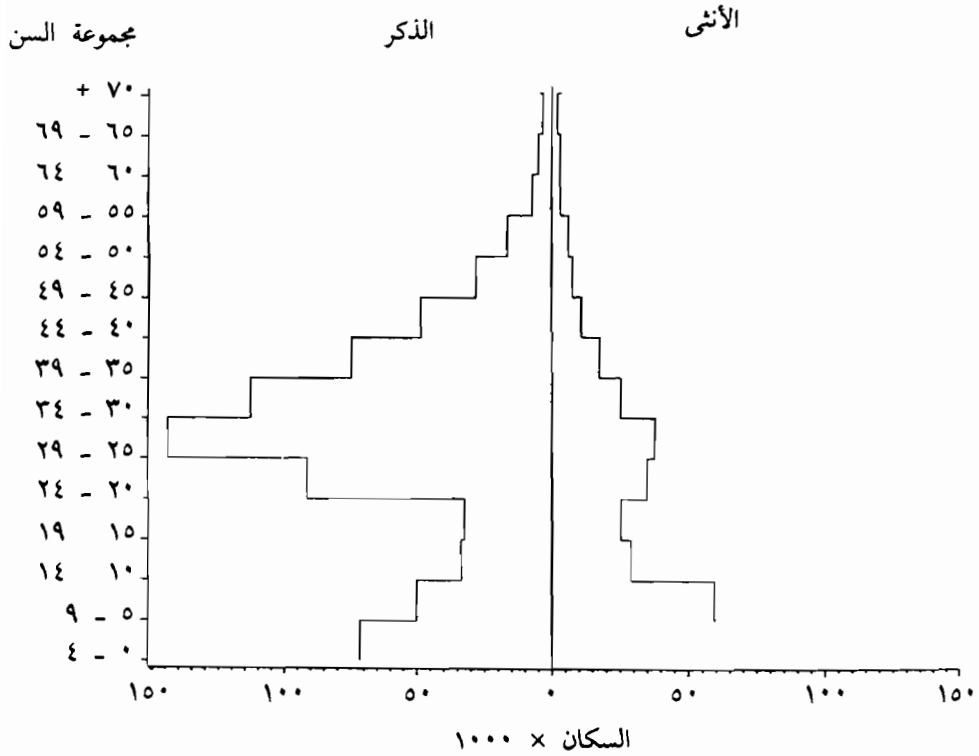 مجموعة السن الذكر الأنثى
٧٠ +
٦٥ – ٦٩
٦٠ ٦٤
٥٥ – ٥٩
٥٠ – ٥٤
٤٥ – ٤٩
٤٠ – ٤٤
٣٥ – ٣٩
٣٠ – ٣٤
٢٥ – ٢٩
٢٠ – ٢٤
١٥ ١٩
١٠ ١٤
٥ – ٩
٠ – ٤
١٥٠ ١٠٠ ٥٠ ٠ ٥٠ ١٠٠ ١٥٠
السكان × ١٠٠٠